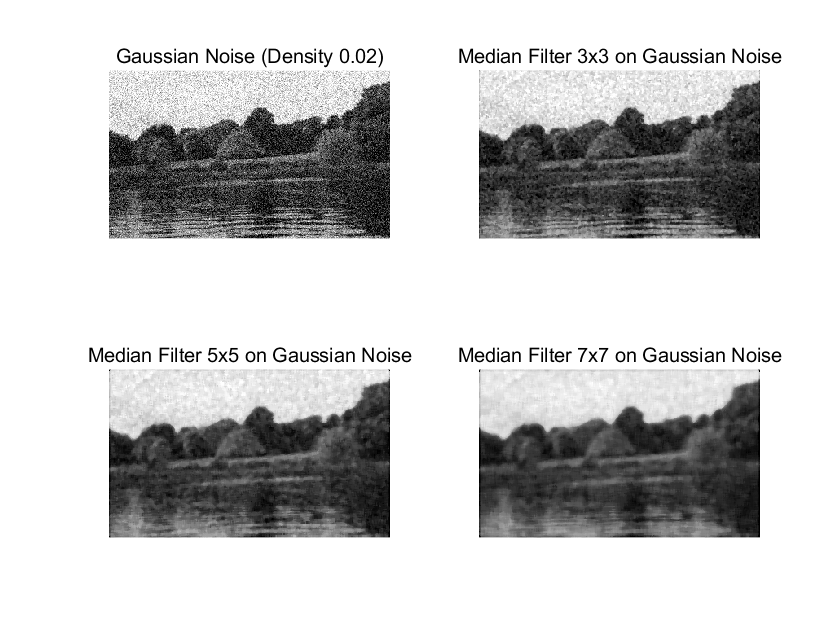 Gaussian Noise (Density 0.02)
Median Filter 3x3 on Gaussian Noise
Median Filter 5x5 on Gaussian Noise
Median Filter 7x7 on Gaussian Noise